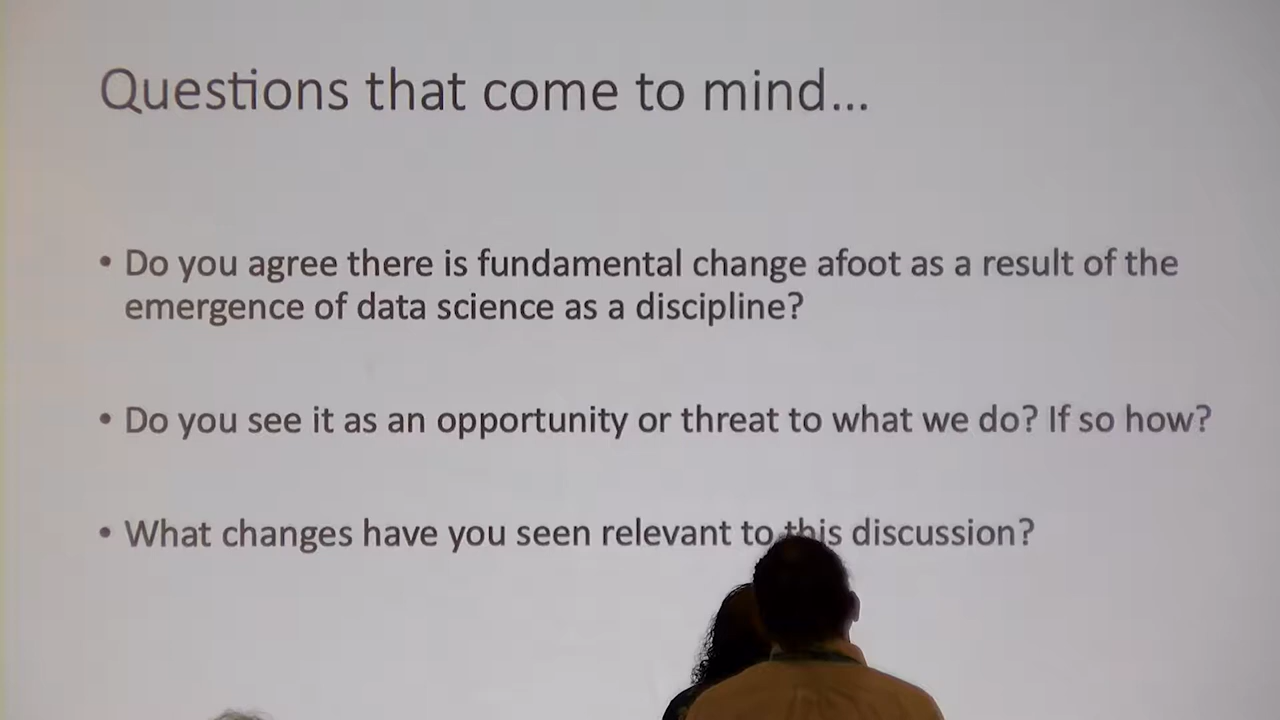 Questions that come to mind...
• Do you agree there is fundamental change afoot as a result of the
emergence of data science as a discipline?
• Do you see it as an opportunity or threat to what we do? If so how?
• What changes have you seen relevant to this discussion?